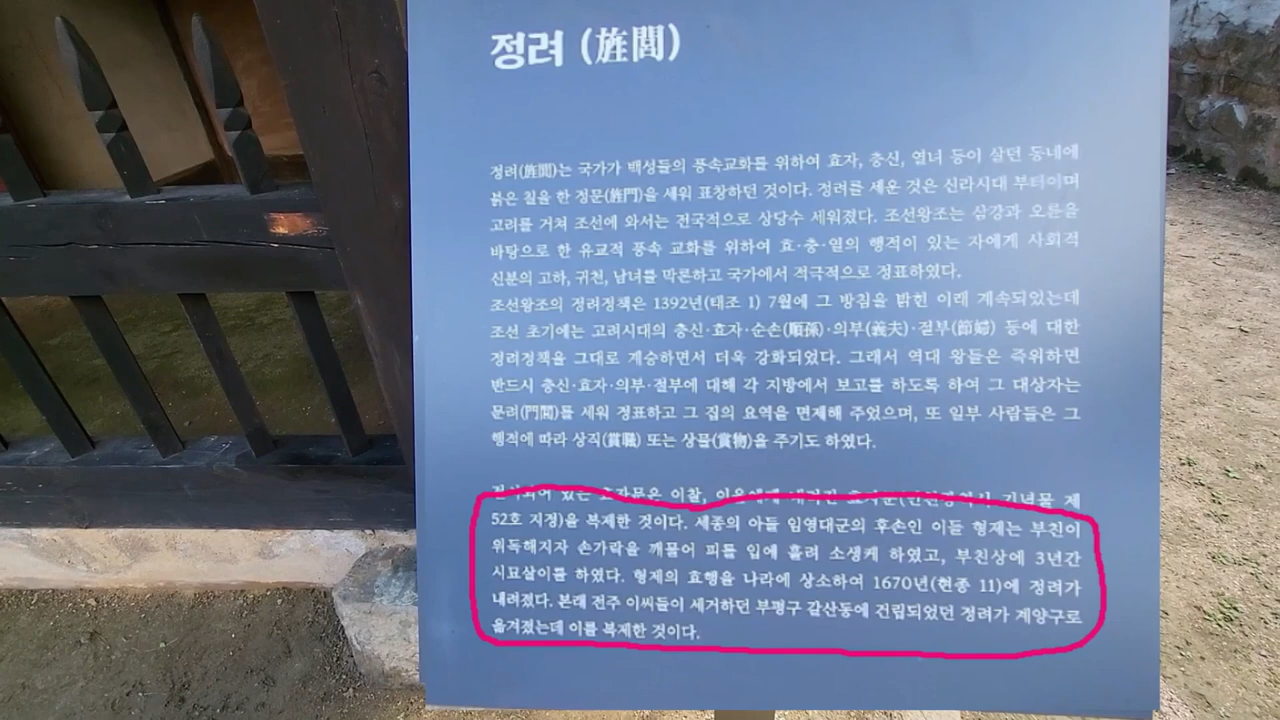 정려 (旌閭)
정려(旌閭)는 국가가 백성들의 풍속교화를 위하여 효자, 충신, 열녀 등이 살던 동네에
붉은 칠을 한 정문(旌門)을 세워 표창하던 것이다. 정려를 세운 것은 신라시대 부터이며
고려를 거쳐 조선에 와서는 전국적으로 상당수 세워졌다. 조선왕조는 삼강과 오륜을
바탕으로 한 유교적 풍속 교화를 위하여 효·충·열의 행적이 있는 자에게 사회적
신분의 고하, 귀천, 남녀를 막론하고 국가에서 적극적으로 정표하였다.
조선왕조의 정려정책은 1392년(태조 1) 7월에 그 방침을 밝힌 이래 계속되었는데
조선 초기에는 고려시대의 충신·효자·순손(順孫)·의부(義夫)·절부(節婦) 등에 대한
정려정책을 그대로 계승하면서 더욱 강화되었다. 그래서 역대 왕들은 즉위하면
반드시 충신·효자·의부·절부에 대해 각 지방에서 보고를 하도록 하여 그 대상자는
문려(門閭)를 세워 정표하고 그 집의 요역을 면제해 주었으며, 또 일부 사람들은 그
행적에 따라 상직(賞職) 또는 상물(賞物)을 주기도 하였다.
있는 효자문은 이찰, 기념물 제
52호 지정)을 복제한 것이다. 세종의 아들 임영대군의 후손인 이들 형제는 부친이
위독해지자 손가락을 깨물어 피를 입에 흘려 소생케 하였고, 부친상에 3년간
시묘살이를 하였다. 형제의 효행을 나라에 상소하여 1670년(현종 11)에 정려가
내려졌다. 본래 전주 이씨들이 세거하던 부평구 갈산동에 건립되었던 정려가 계양구로
옮겨졌는데 이를 복제한 것이다.